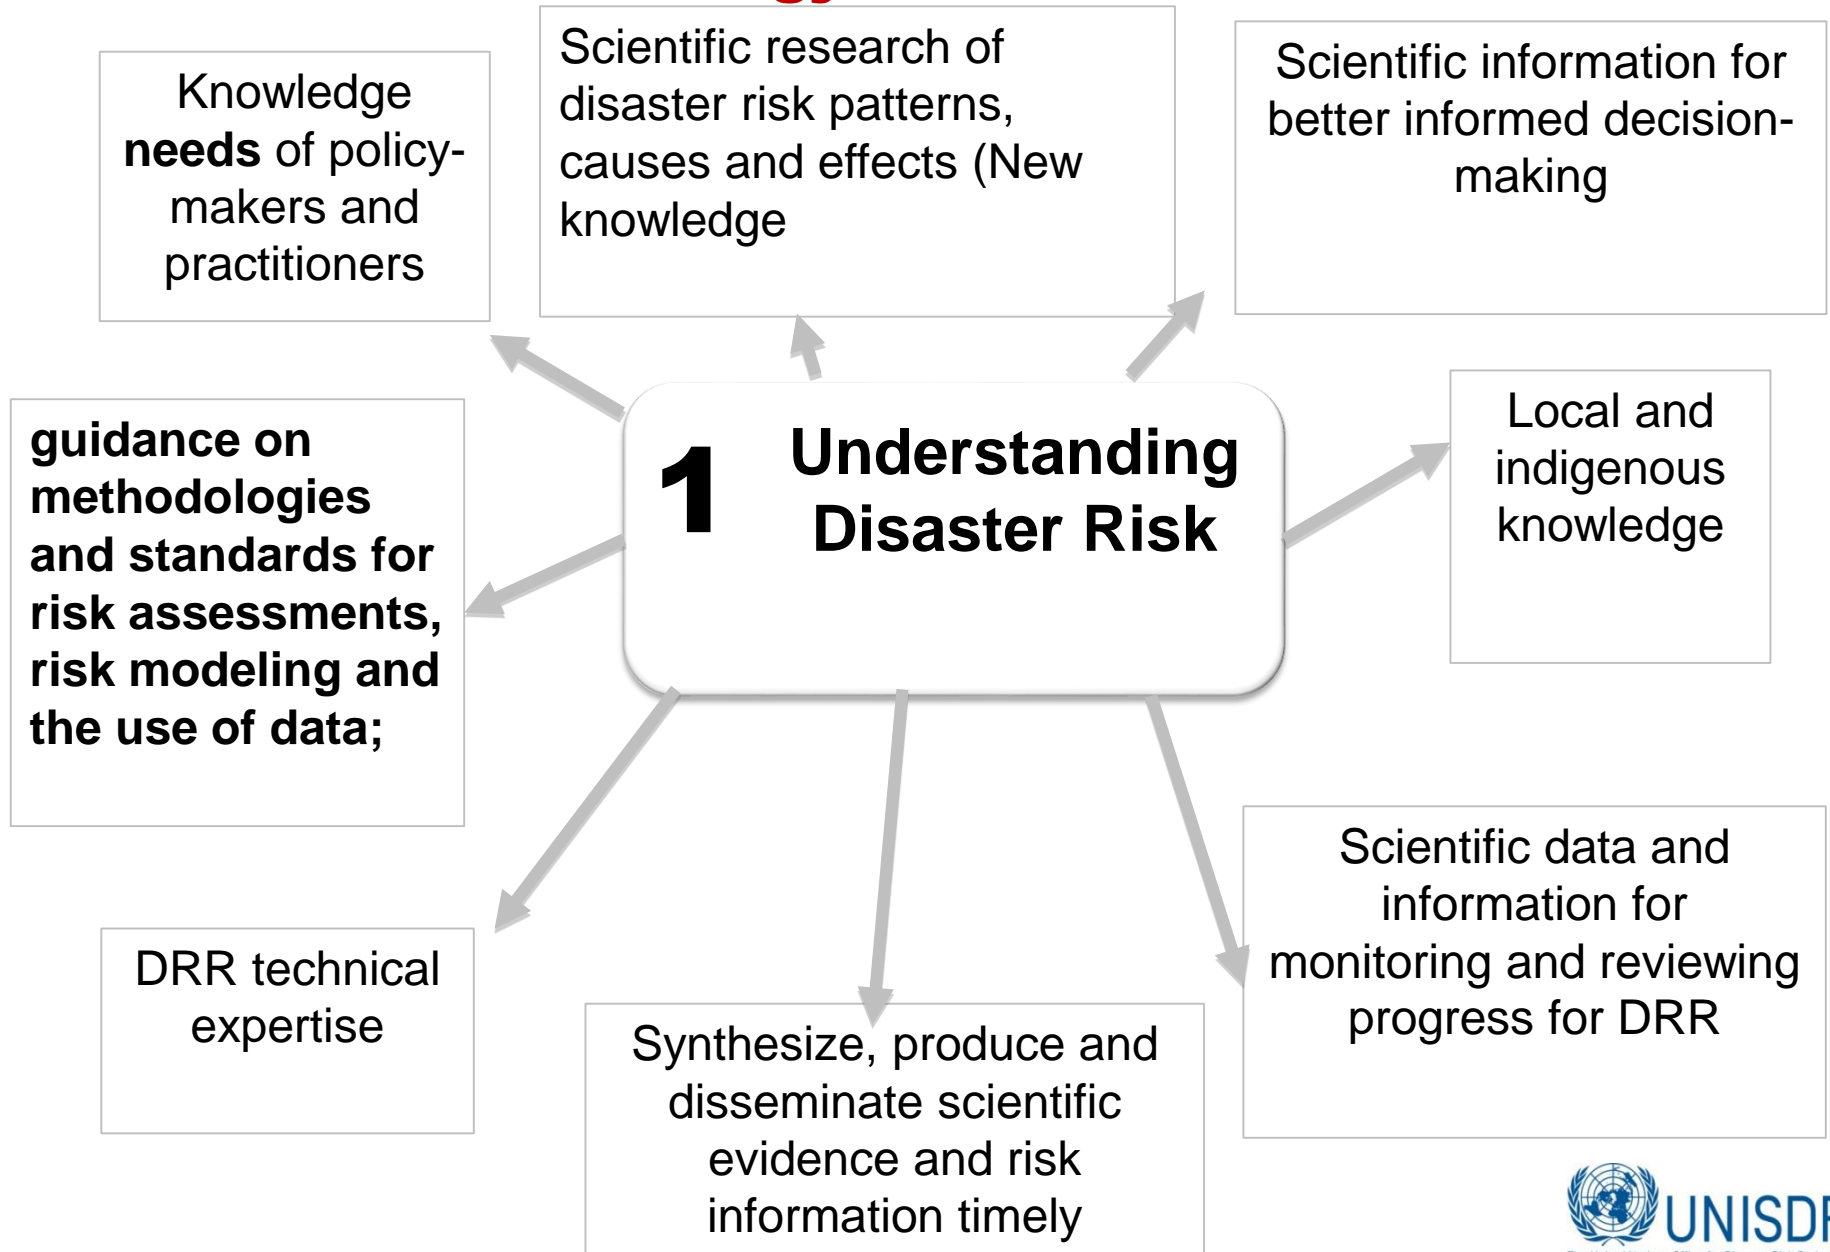 Knowledge
needs of policy-
makers and
practitioners
Scientific research of
disaster risk patterns,
causes and effects (New
knowledge
Scientific information for
better informed decision-
making
guidance on
methodologies
and standards for
risk assessments,
risk modeling and
the use of data;
1
Understanding
Disaster Risk
Local and
indigenous
knowledge
DRR technical
expertise
Synthesize, produce and
disseminate scientific
evidence and risk
information timely
Scientific data and
information for
monitoring and reviewing
progress for DRR
UNISDR